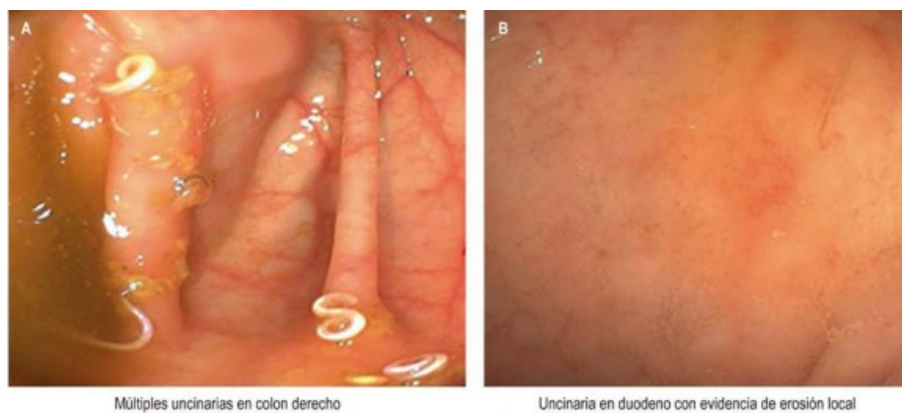 A
B
Múltiples uncinarias en colon derecho
Uncinaria en duodeno con evidencia de erosión local